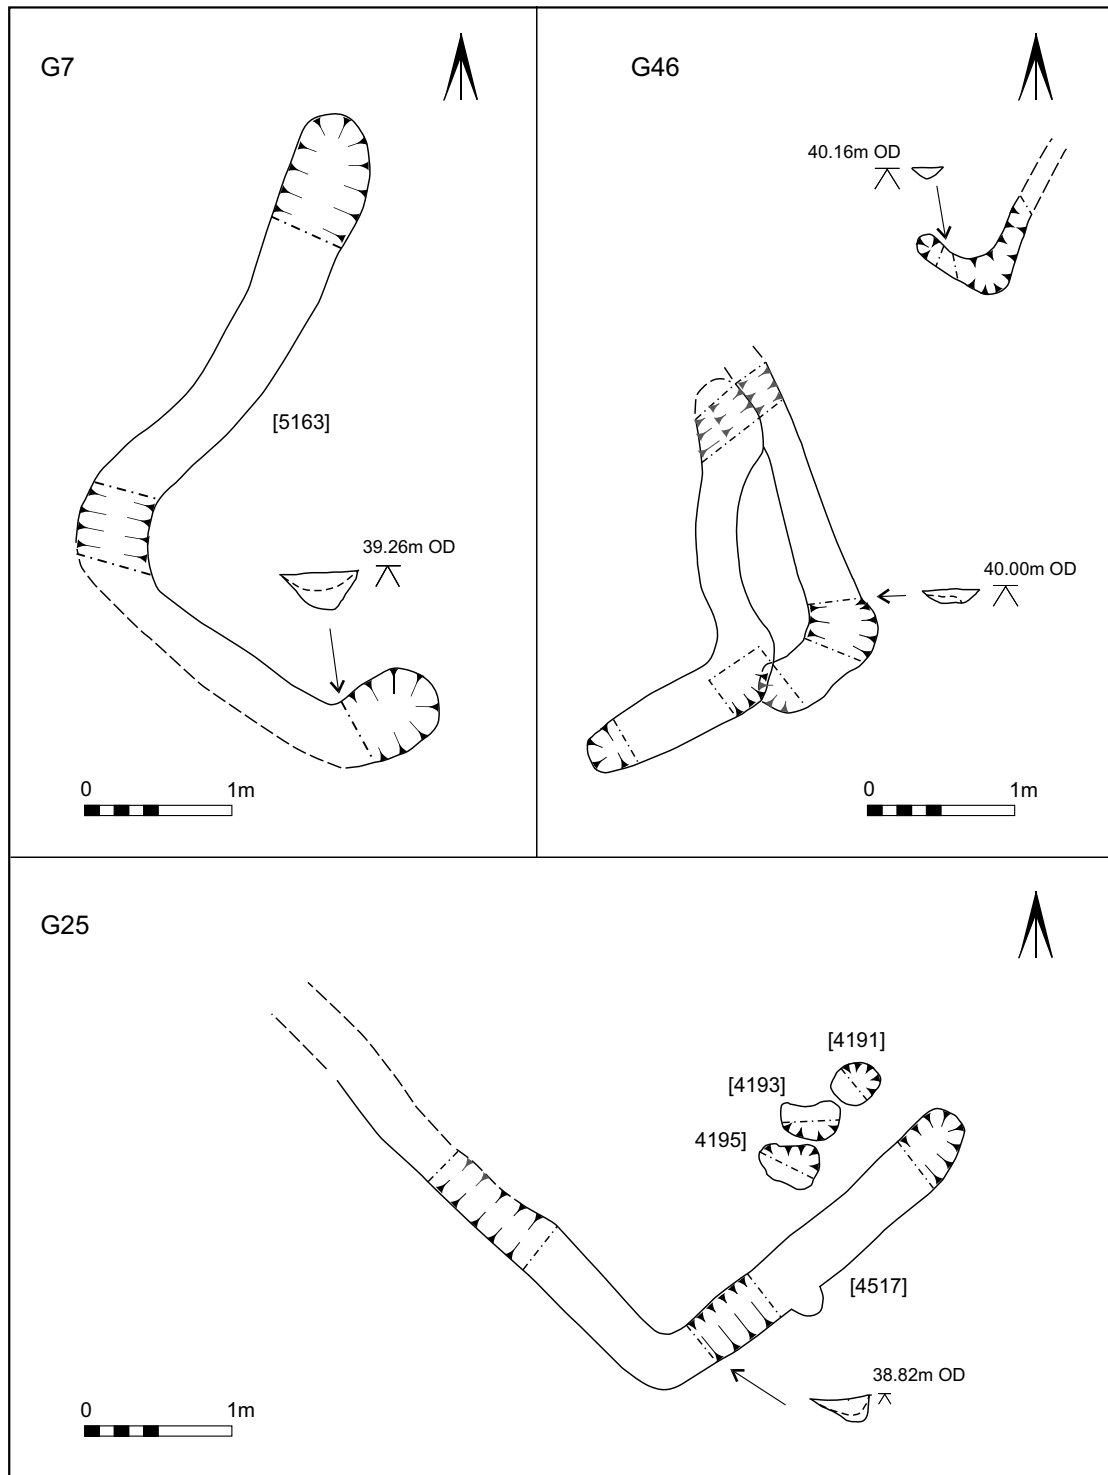 G7
[5163]
39.26m OD
0 1m
G46
40.16m OD
40.00m OD
0 1m
G25
[4191]
[4193]
4195]
[4517]
38.82m OD
0 1m